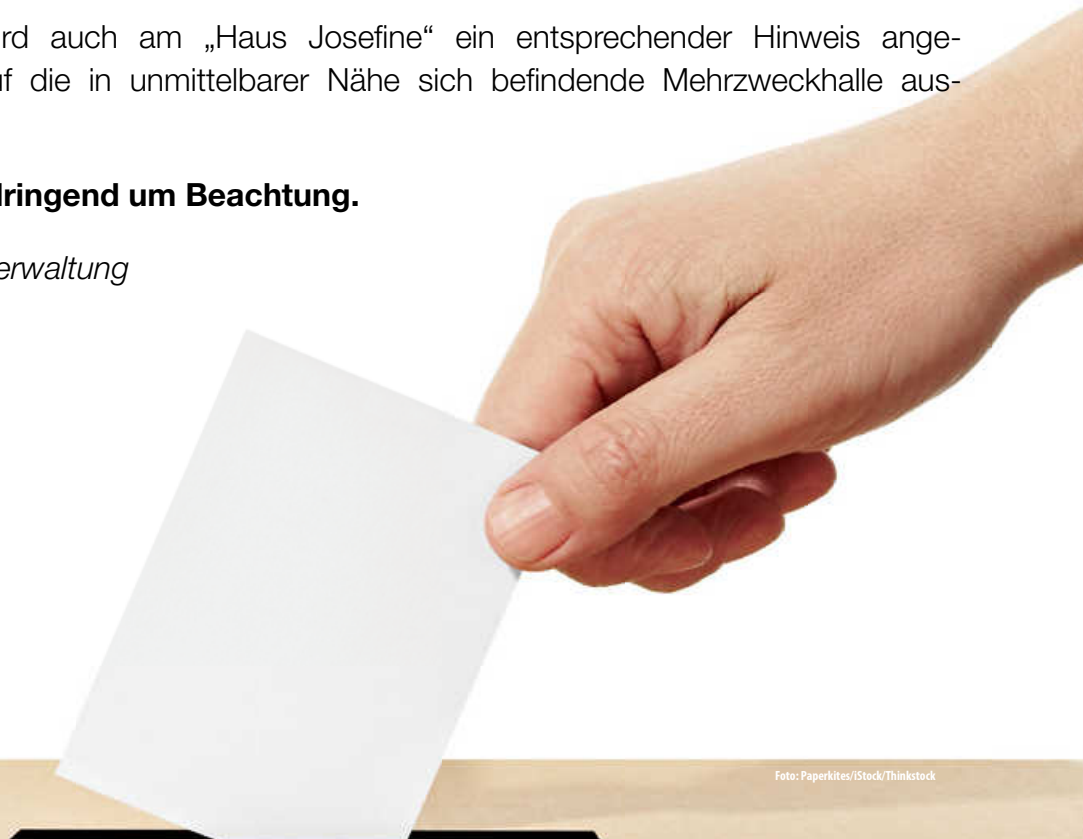 rd auch am „Haus Josefine“ ein entsprechender Hinweis ange-
uf die in unmittelbarer Nähe sich befindende Mehrzweckhalle aus-
dringend um Beachtung.
erwaltung
Foto: Paperkites/iStock/Thinkstock